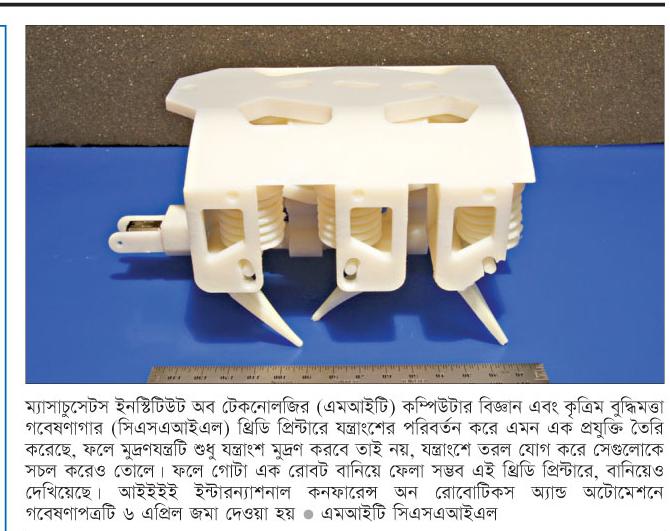 ম্যাসাচুসেটস ইনস্টিটিউট অব টেকনোলজির (এমআইটি) কম্পিউটার বিজ্ঞান এবং কৃত্রিম বুদ্ধিমত্তা
গবেষণাগার (সিএসএআইএল) থ্রিডি প্রিন্টারে যন্ত্রাংশের পরিবর্তন করে এমন এক প্রযুক্তি তৈরি
করেছে, ফলে মুদ্রণযন্ত্রটি শুধু যন্ত্রাংশ মুদ্রণ করবে তাই নয়, যন্ত্রাংশে তরল যোগ করে সেগুলোকে
সচল করেও তোলে। ফলে গোটা এক রোবট বানিয়ে ফেলা সম্ভব এই থ্রিডি প্রিন্টারে, বানিয়েও
দেখিয়েছে। আইইইই ইন্টারন্যাশনাল কনফারেন্স অন রোবোটিকস অ্যান্ড অটোমেশনে
গবেষণাপত্রটি ৬ এপ্রিল জমা দেওয়া হয় ● এমআইটি সিএসএআইএল